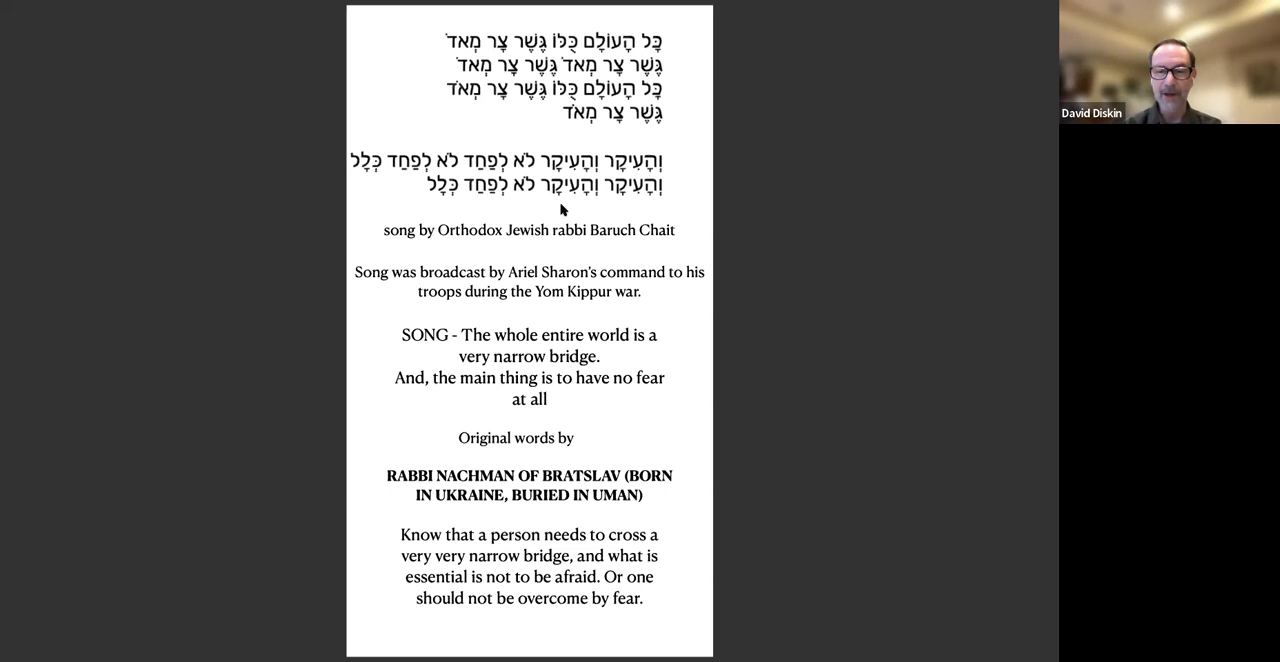 כָּל הָעוֹלָם כֻּלּוֹ גֶּשֶׁר צָר מְאֹד
גֶּשֶׁר צָר מְאֹד גֶּשֶׁר צָר מְאֹד
כָּל הָעוֹלָם כֻּלּוֹ גֶּשֶׁר צָר מְאֹד
גֶּשֶׁר צָר מְאֹד
וְהָעִיקָר וְהָעִיקָר לֹא לְפַחֵד לֹא לְפַחֵד כְּלָל
וְהָעִיקָר וְהָעִיקָר לֹא לְפַחֵד כְּלָל
song by Orthodox Jewish rabbi Baruch Chait
Song was broadcast by Ariel Sharon’s command to his
troops during the Yom Kippur war.
SONG - The whole entire world is a
very narrow bridge.
And, the main thing is to have no fear
at all
Original words by
RABBI NACHMAN OF BRATSLAV (BORN
IN UKRAINE, BURIED IN UMAN)
Know that a person needs to cross a
very very narrow bridge, and what is
essential is not to be afraid. Or one
should not be overcome by fear.
David Diskin